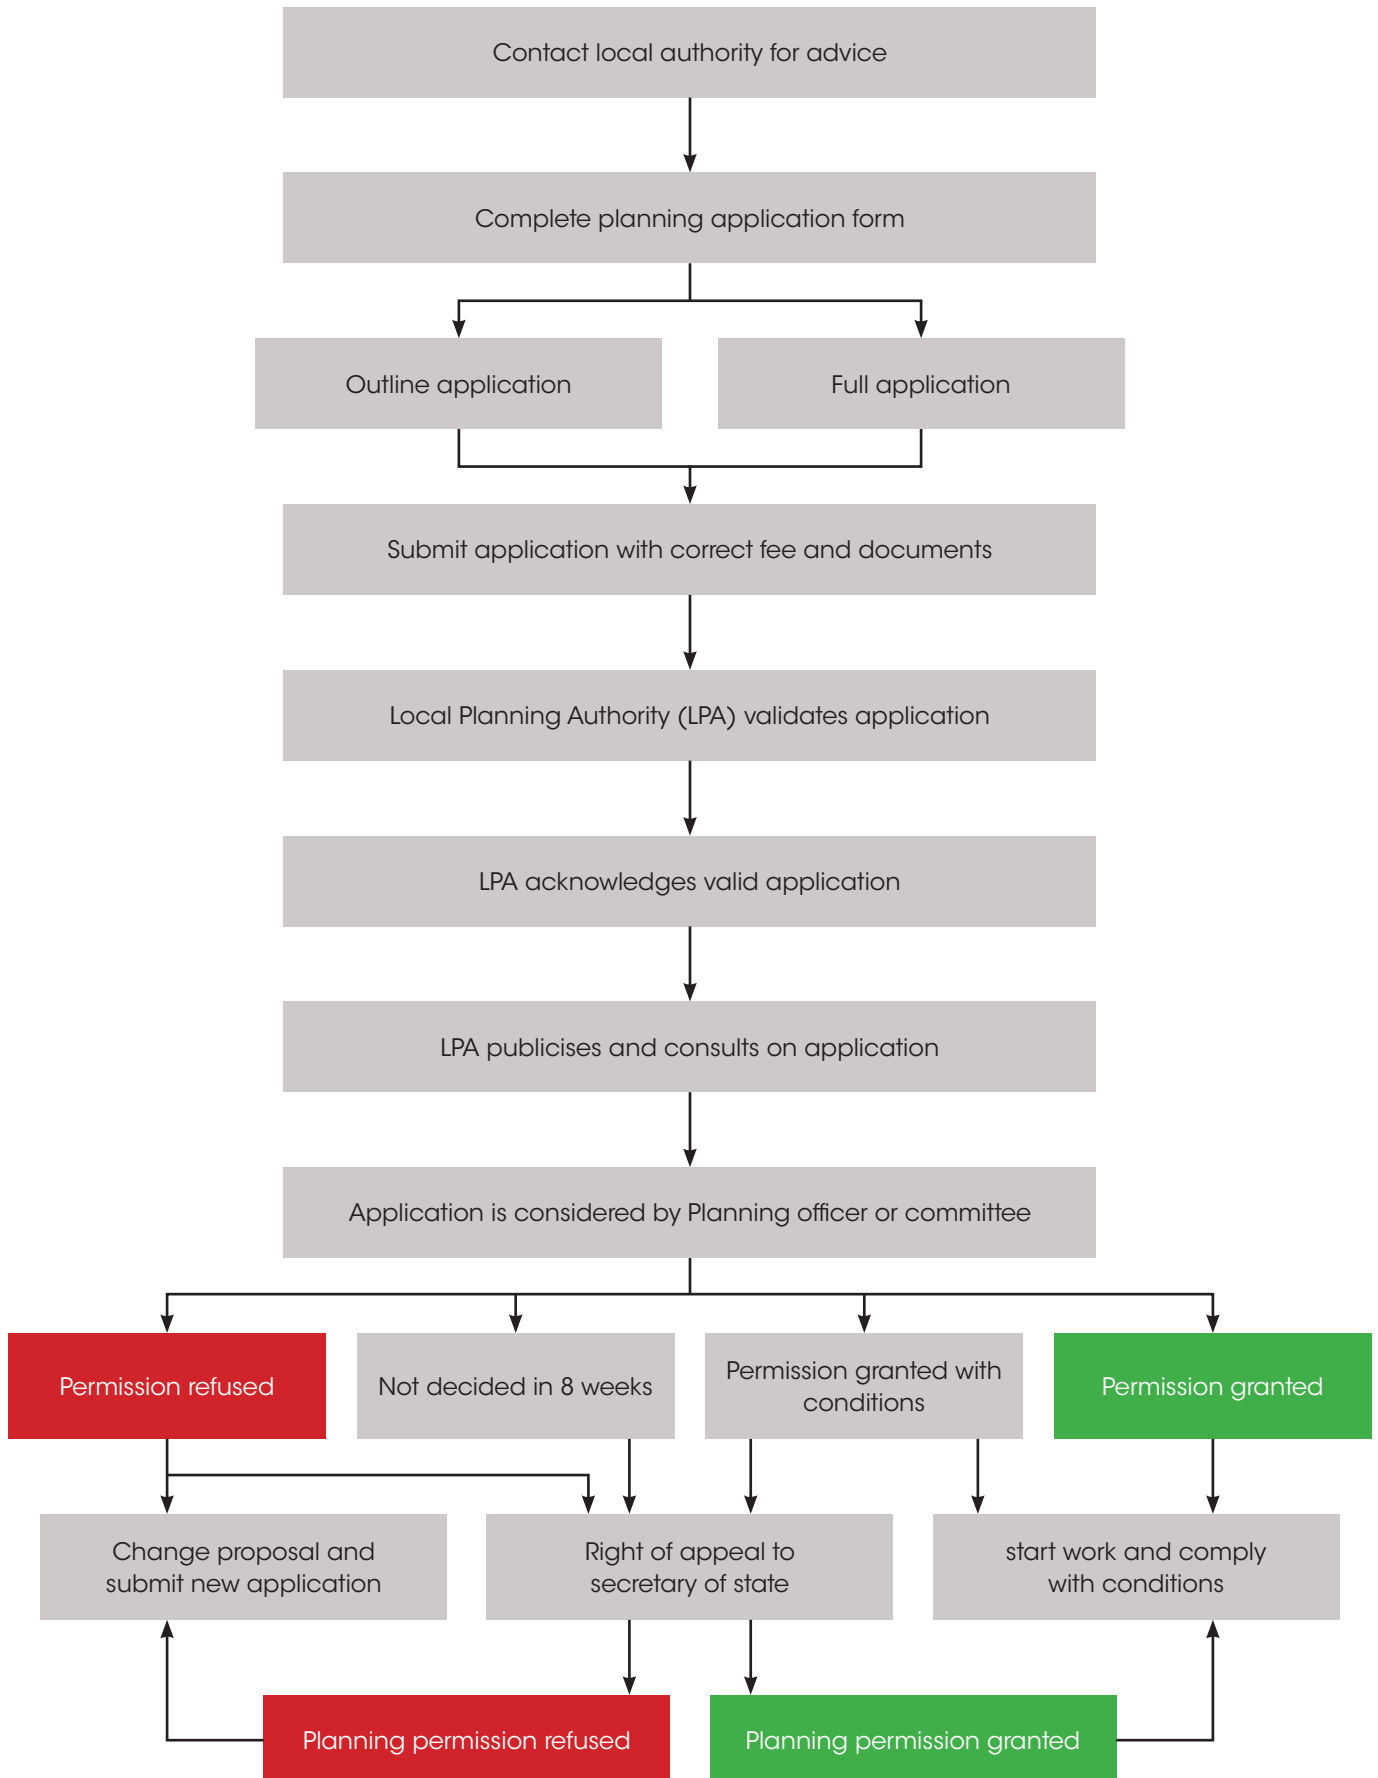 Contact local authority for advice
Complete planning application form
Outline application
Full application
Submit application with correct fee and documents
Local Planning Authority (LPA) validates application
LPA acknowledges valid application
LPA publicises and consults on application
Application is considered by Planning officer or committee
Permission refused
Not decided in 8 weeks
Permission granted with
conditions
Permission granted
Change proposal and
submit new application
Right of appeal to
secretary of state
start work and comply
with conditions
Planning permission refused
Planning permission granted